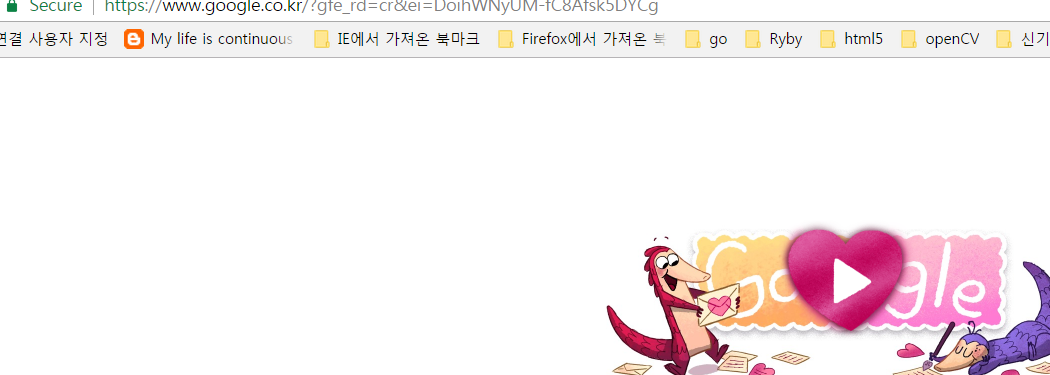 Secure https://www.google.co.kr/?gfe_rd=cr&ei=DoihWNyUM-fC8Afsk5DYCg
연결 사용자 지정 My life is continuous IE에서 가져온 북마크 Firefox에서 가져온 북 go Ryby html5 openCV 신기
Google